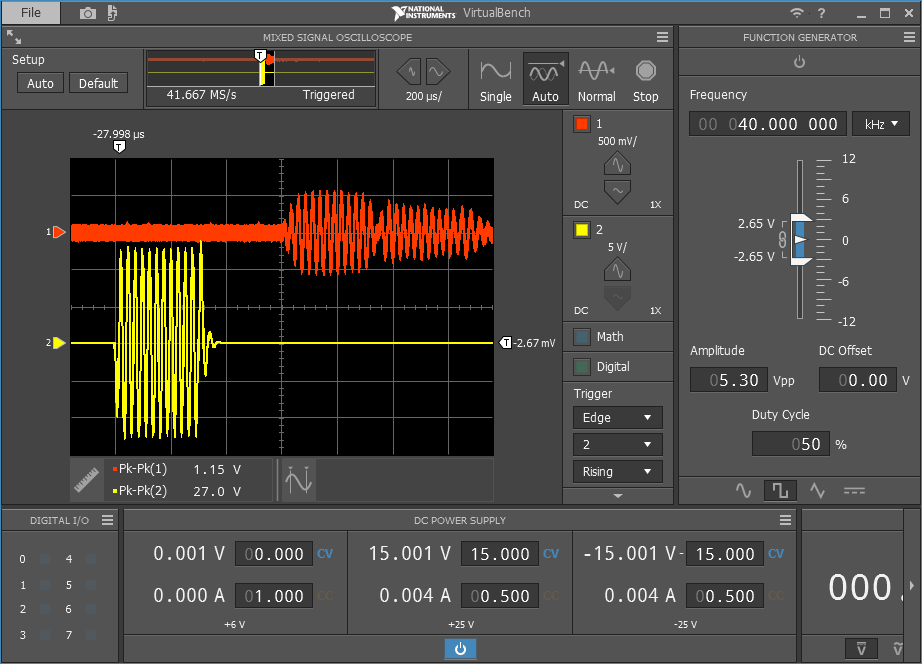 File
NATIONAL INSTRUMENTS VirtualBench
?
MIXED SIGNAL OSCILLOSCOPE
FUNCTION GENERATOR
Setup
Auto
Default
T
41.667 MS/s
Triggered
200 µs/
Single
Auto
Normal
Stop
Frequency
00 040.000 000
kHz
-27.998 µs
T
1
500 mV/
DC
1X
1
2
5 V/
DC
1X
2
T -2.67 mV
Math
Digital
Trigger
Edge
2
Rising
12
6
0
-6
-12
2.65 V
-2.65 V
Amplitude
DC Offset
05.30 Vpp
00.00 V
Duty Cycle
050 %
Pk-Pk(1) 1.15 V
Pk-Pk(2) 27.0 V
DIGITAL I/O
DC POWER SUPPLY
0 4
1 5
2 6
3 7
0.001 V 00.000 CV
0.000 A 01.000 CC
+6 V
15.001 V 15.000 CV
0.004 A 00.500 CC
+25 V
-15.001 V -15.000 CV
0.004 A 00.500 CC
-25 V
000.
V
V